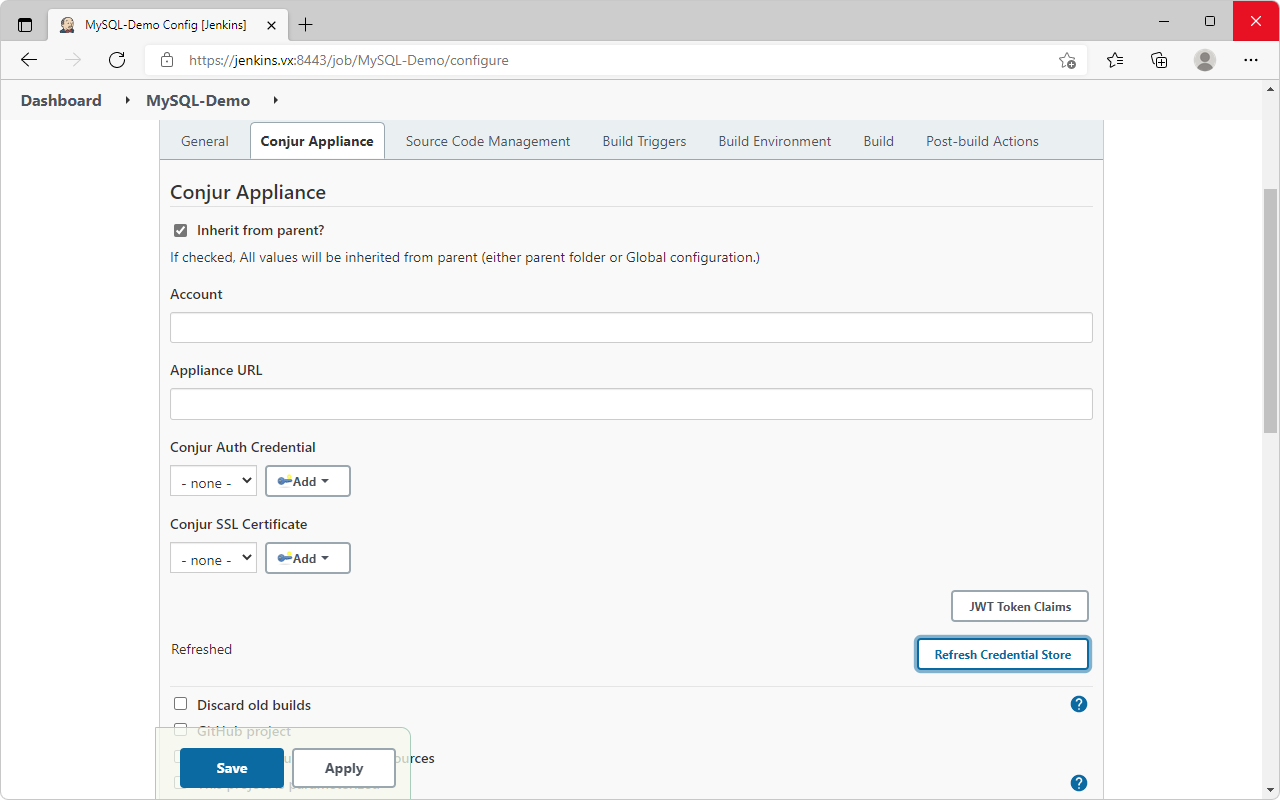 MySQL-Demo Config [Jenkins]
https://jenkins.vx:8443/job/MySQL-Demo/configure
Dashboard MySQL-Demo
General Conjur Appliance Source Code Management Build Triggers Build Environment Build Post-build Actions
Conjur Appliance
Inherit from parent?
If checked, All values will be inherited from parent (either parent folder or Global configuration.)
Account
Appliance URL
Conjur Auth Credential
- none - Add
Conjur SSL Certificate
- none - Add
JWT Token Claims
Refreshed Refresh Credential Store
Discard old builds ?
GitHub project
Save Apply
?